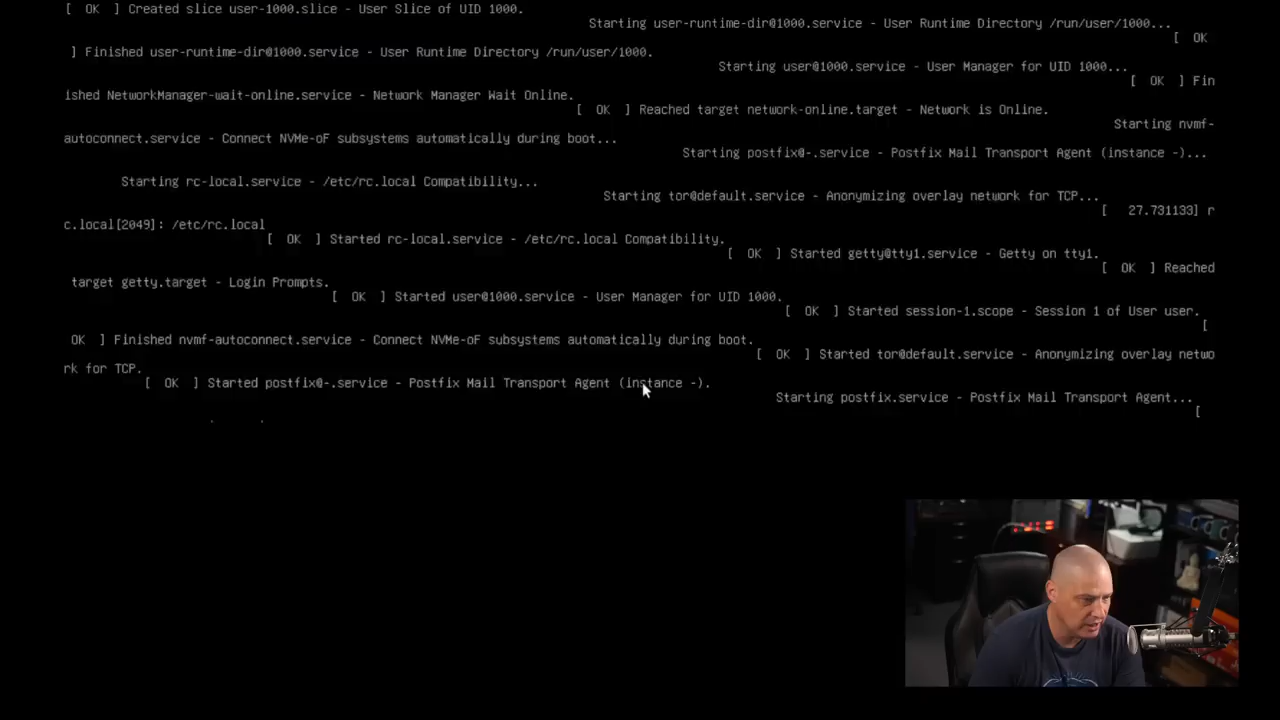 [  OK  ] Created slice user-1000.slice - User Slice of UID 1000.
Starting user-runtime-dir@1000.service - User Runtime Directory /run/user/1000...
[  OK
] Finished user-runtime-dir@1000.service - User Runtime Directory /run/user/1000.
Starting user@1000.service - User Manager for UID 1000...
[  OK  ] Fin
ished NetworkManager-wait-online.service - Network Manager Wait Online.
[  OK  ] Reached target network-online.target - Network is Online.
Starting nvmf-
autoconnect.service - Connect NVMe-oF subsystems automatically during boot...
Starting postfix@-.service - Postfix Mail Transport Agent (instance -)...
Starting rc-local.service - /etc/rc.local Compatibility...
Starting tor@default.service - Anonymizing overlay network for TCP...
[   27.731133] r
c.local[2049]: /etc/rc.local
[  OK  ] Started rc-local.service - /etc/rc.local Compatibility.
[  OK  ] Started getty@tty1.service - Getty on tty1.
[  OK  ] Reached
target getty.target - Login Prompts.
[  OK  ] Started user@1000.service - User Manager for UID 1000.
[  OK  ] Started session-1.scope - Session 1 of User user.
[
OK  ] Finished nvmf-autoconnect.service - Connect NVMe-oF subsystems automatically during boot.
[  OK  ] Started tor@default.service - Anonymizing overlay netwo
rk for TCP.
[  OK  ] Started postfix@-.service - Postfix Mail Transport Agent (instance -).
Starting postfix.service - Postfix Mail Transport Agent...
[